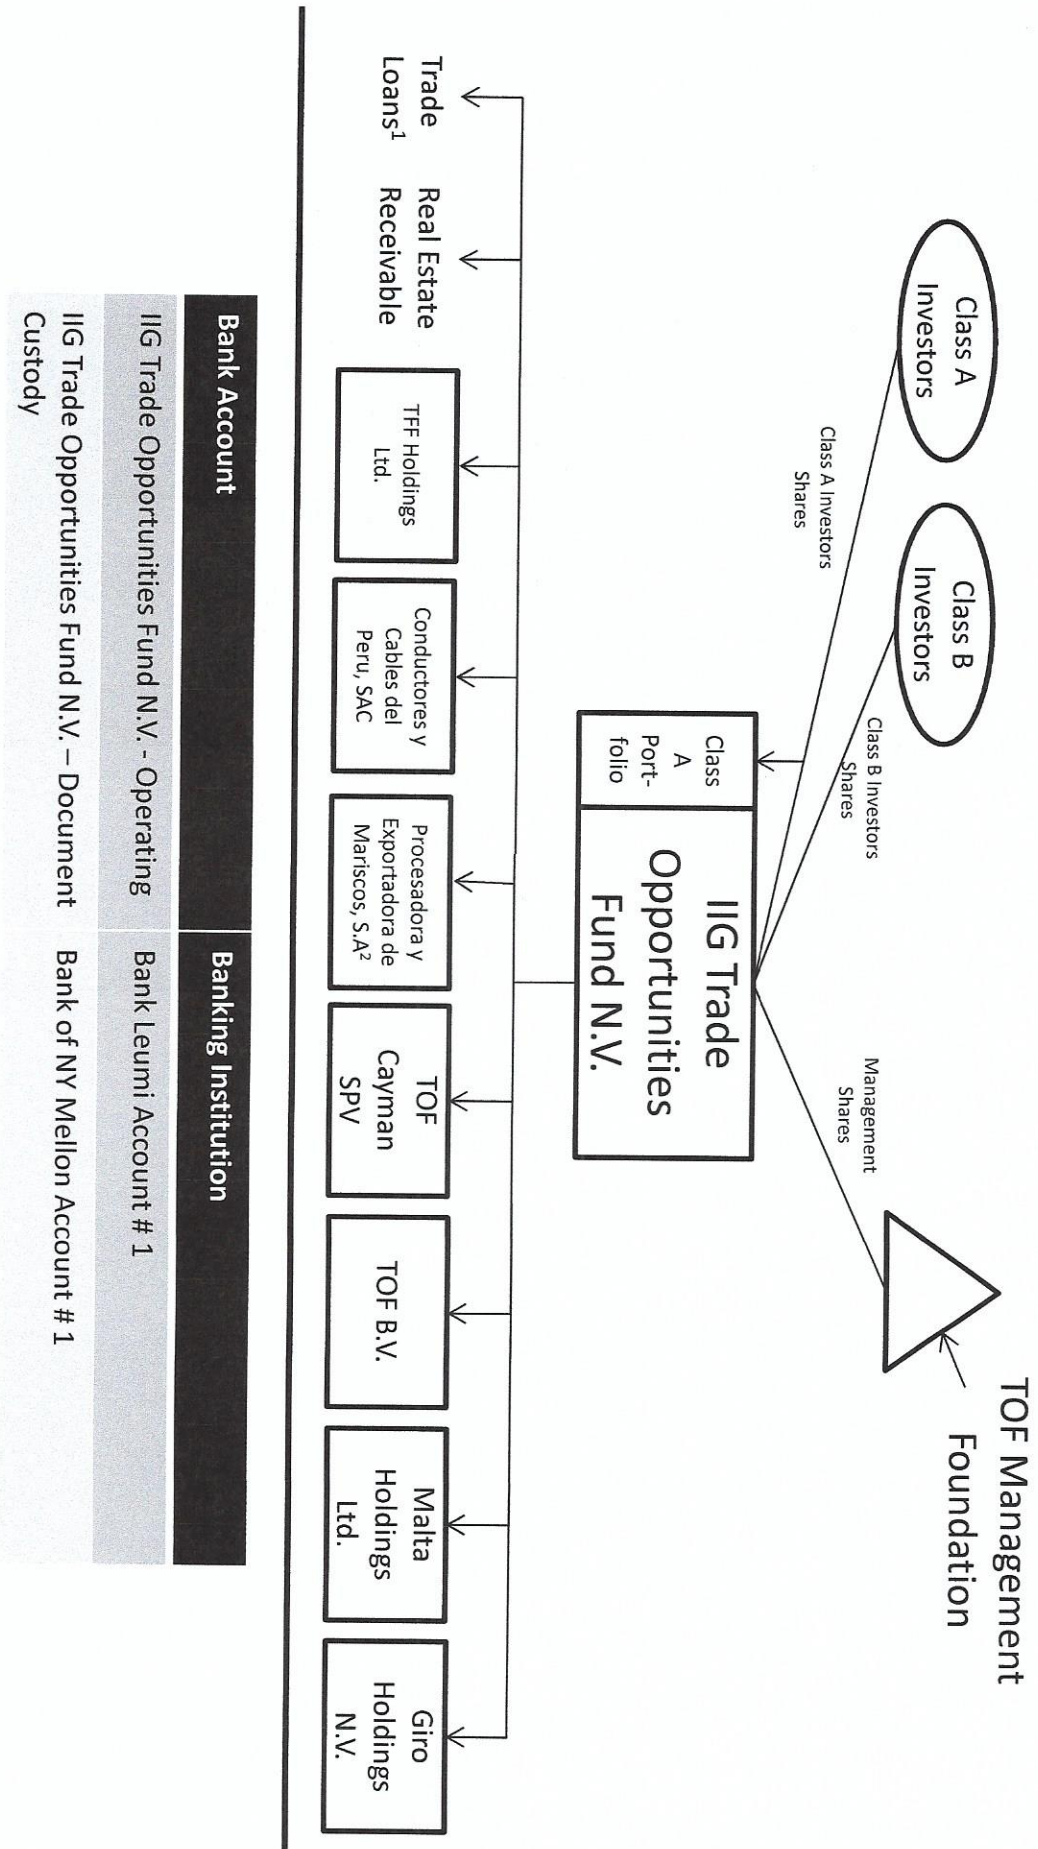 TOF Management
Foundation
Class A
Investors
Class B
Investors
Class A Investors
Shares
Class B Investors
Shares
Management
Shares
Class
A
Port-
folio
IIG Trade
Opportunities
Fund N.V.
Trade
Loans¹
Real Estate
Receivable
TFF Holdings
Ltd.
Conductores y
Cables del
Peru, SAC
Procesadora y
Exportadora de
Mariscos, S.A²
TOF
Cayman
SPV
TOF B.V.
Malta
Holdings
Ltd.
Giro
Holdings
N.V.
Bank Account
Banking Institution
IIG Trade Opportunities Fund N.V. - Operating
Bank Leumi Account # 1
IIG Trade Opportunities Fund N.V. – Document
Custody
Bank of NY Mellon Account # 1